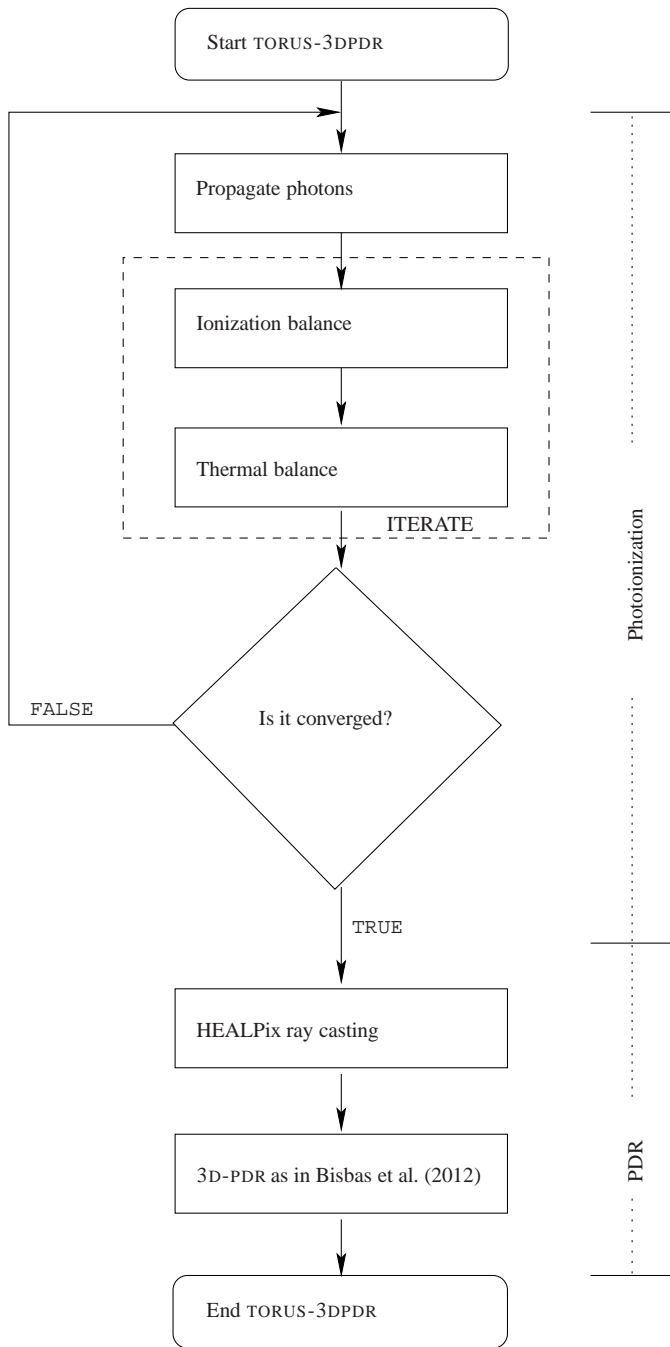 Start TORUS-3DPDR
Propagate photons
Ionization balance
Thermal balance
ITERATE
Is it converged?
FALSE
TRUE
HEALPix ray casting
3D-PDR as in Bisbas et al. (2012)
End TORUS-3DPDR
Photoionization
PDR